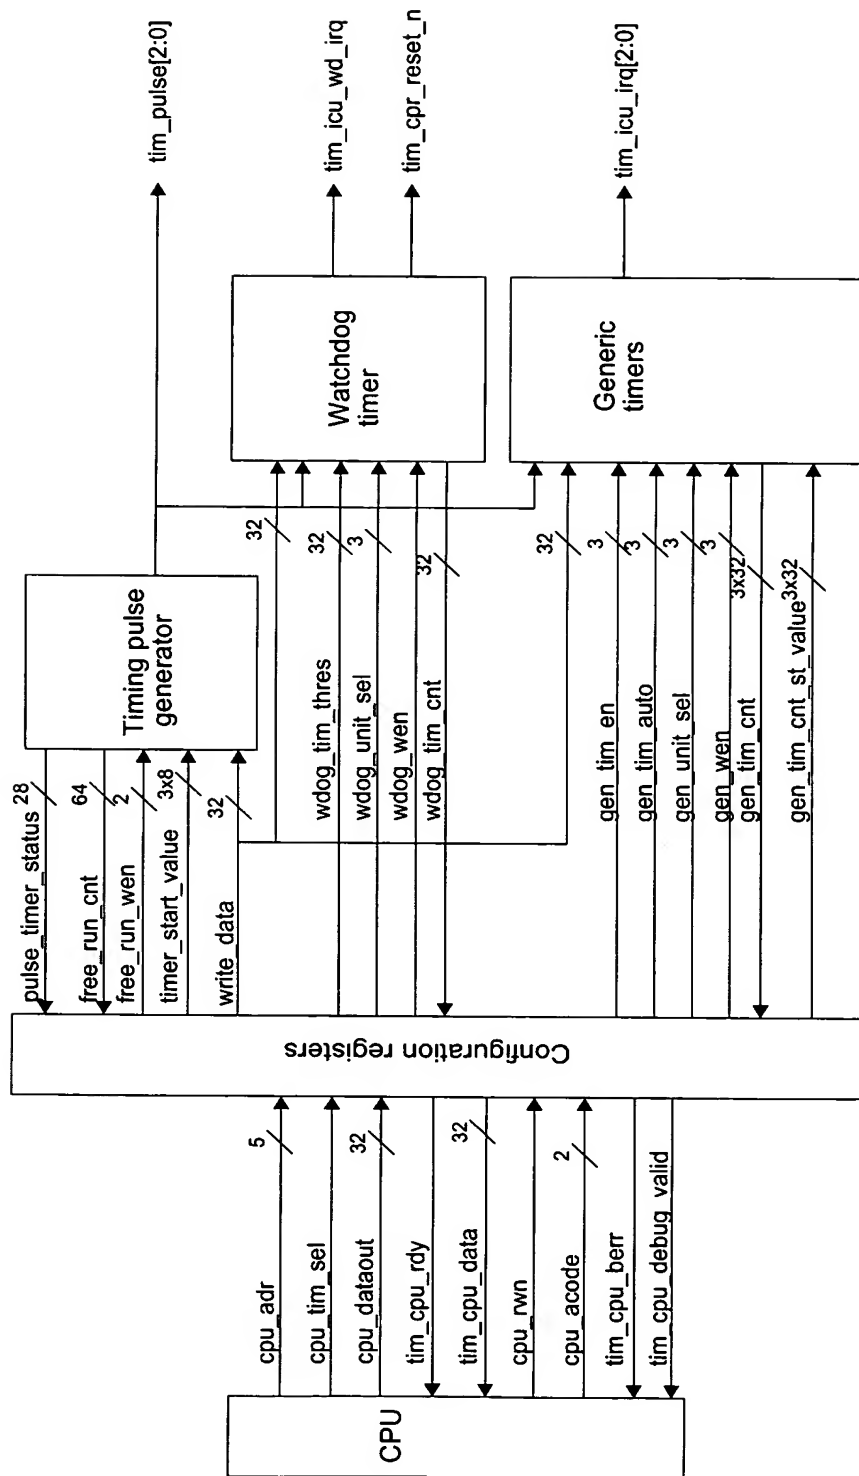 CPU
cpu_adr
5
cpu_tim_sel
cpu_dataout
32
tim_cpu_rdy
tim_cpu_data
32
cpu_rwn
cpu_acode
2
tim_cpu_berr
tim_cpu_debug_valid
Configuration registers
pulse_timer_status
28
free_run_cnt
64
free_run_wen
2
timer_start_value
3x8
write_data
32
Timing pulse
generator
32
wdog_tim_thres
32
wdog_unit_sel
3
wdog_wen
wdog_tim_cnt
32
Watchdog
timer
32
gen_tim_en
3
gen_tim_auto
3
gen_unit_sel
3
gen_wen
3
gen_tim_cnt
3x32
gen_tim_cnt_st_value
3x32
Generic
timers
tim_pulse[2:0]
tim_icu_wd_irq
tim_cpr_reset_n
tim_icu_irq[2:0]